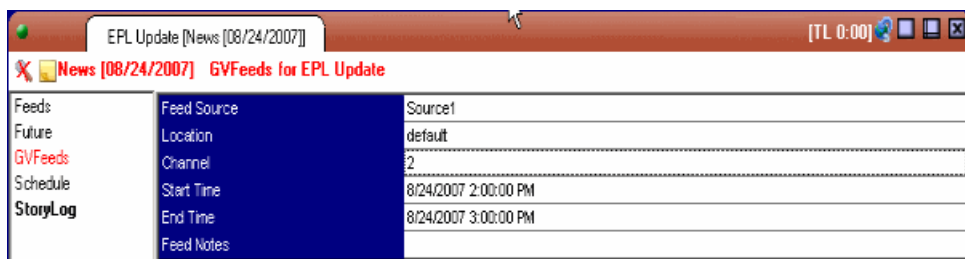 EPL Update [News [08/24/2007]] [TL 0:00]
News [08/24/2007] GVFeeds for EPL Update
Feeds Feed Source Source1
Future Location default
GVFeeds Channel 2
Schedule Start Time 8/24/2007 2:00:00 PM
StoryLog End Time 8/24/2007 3:00:00 PM
Feed Notes